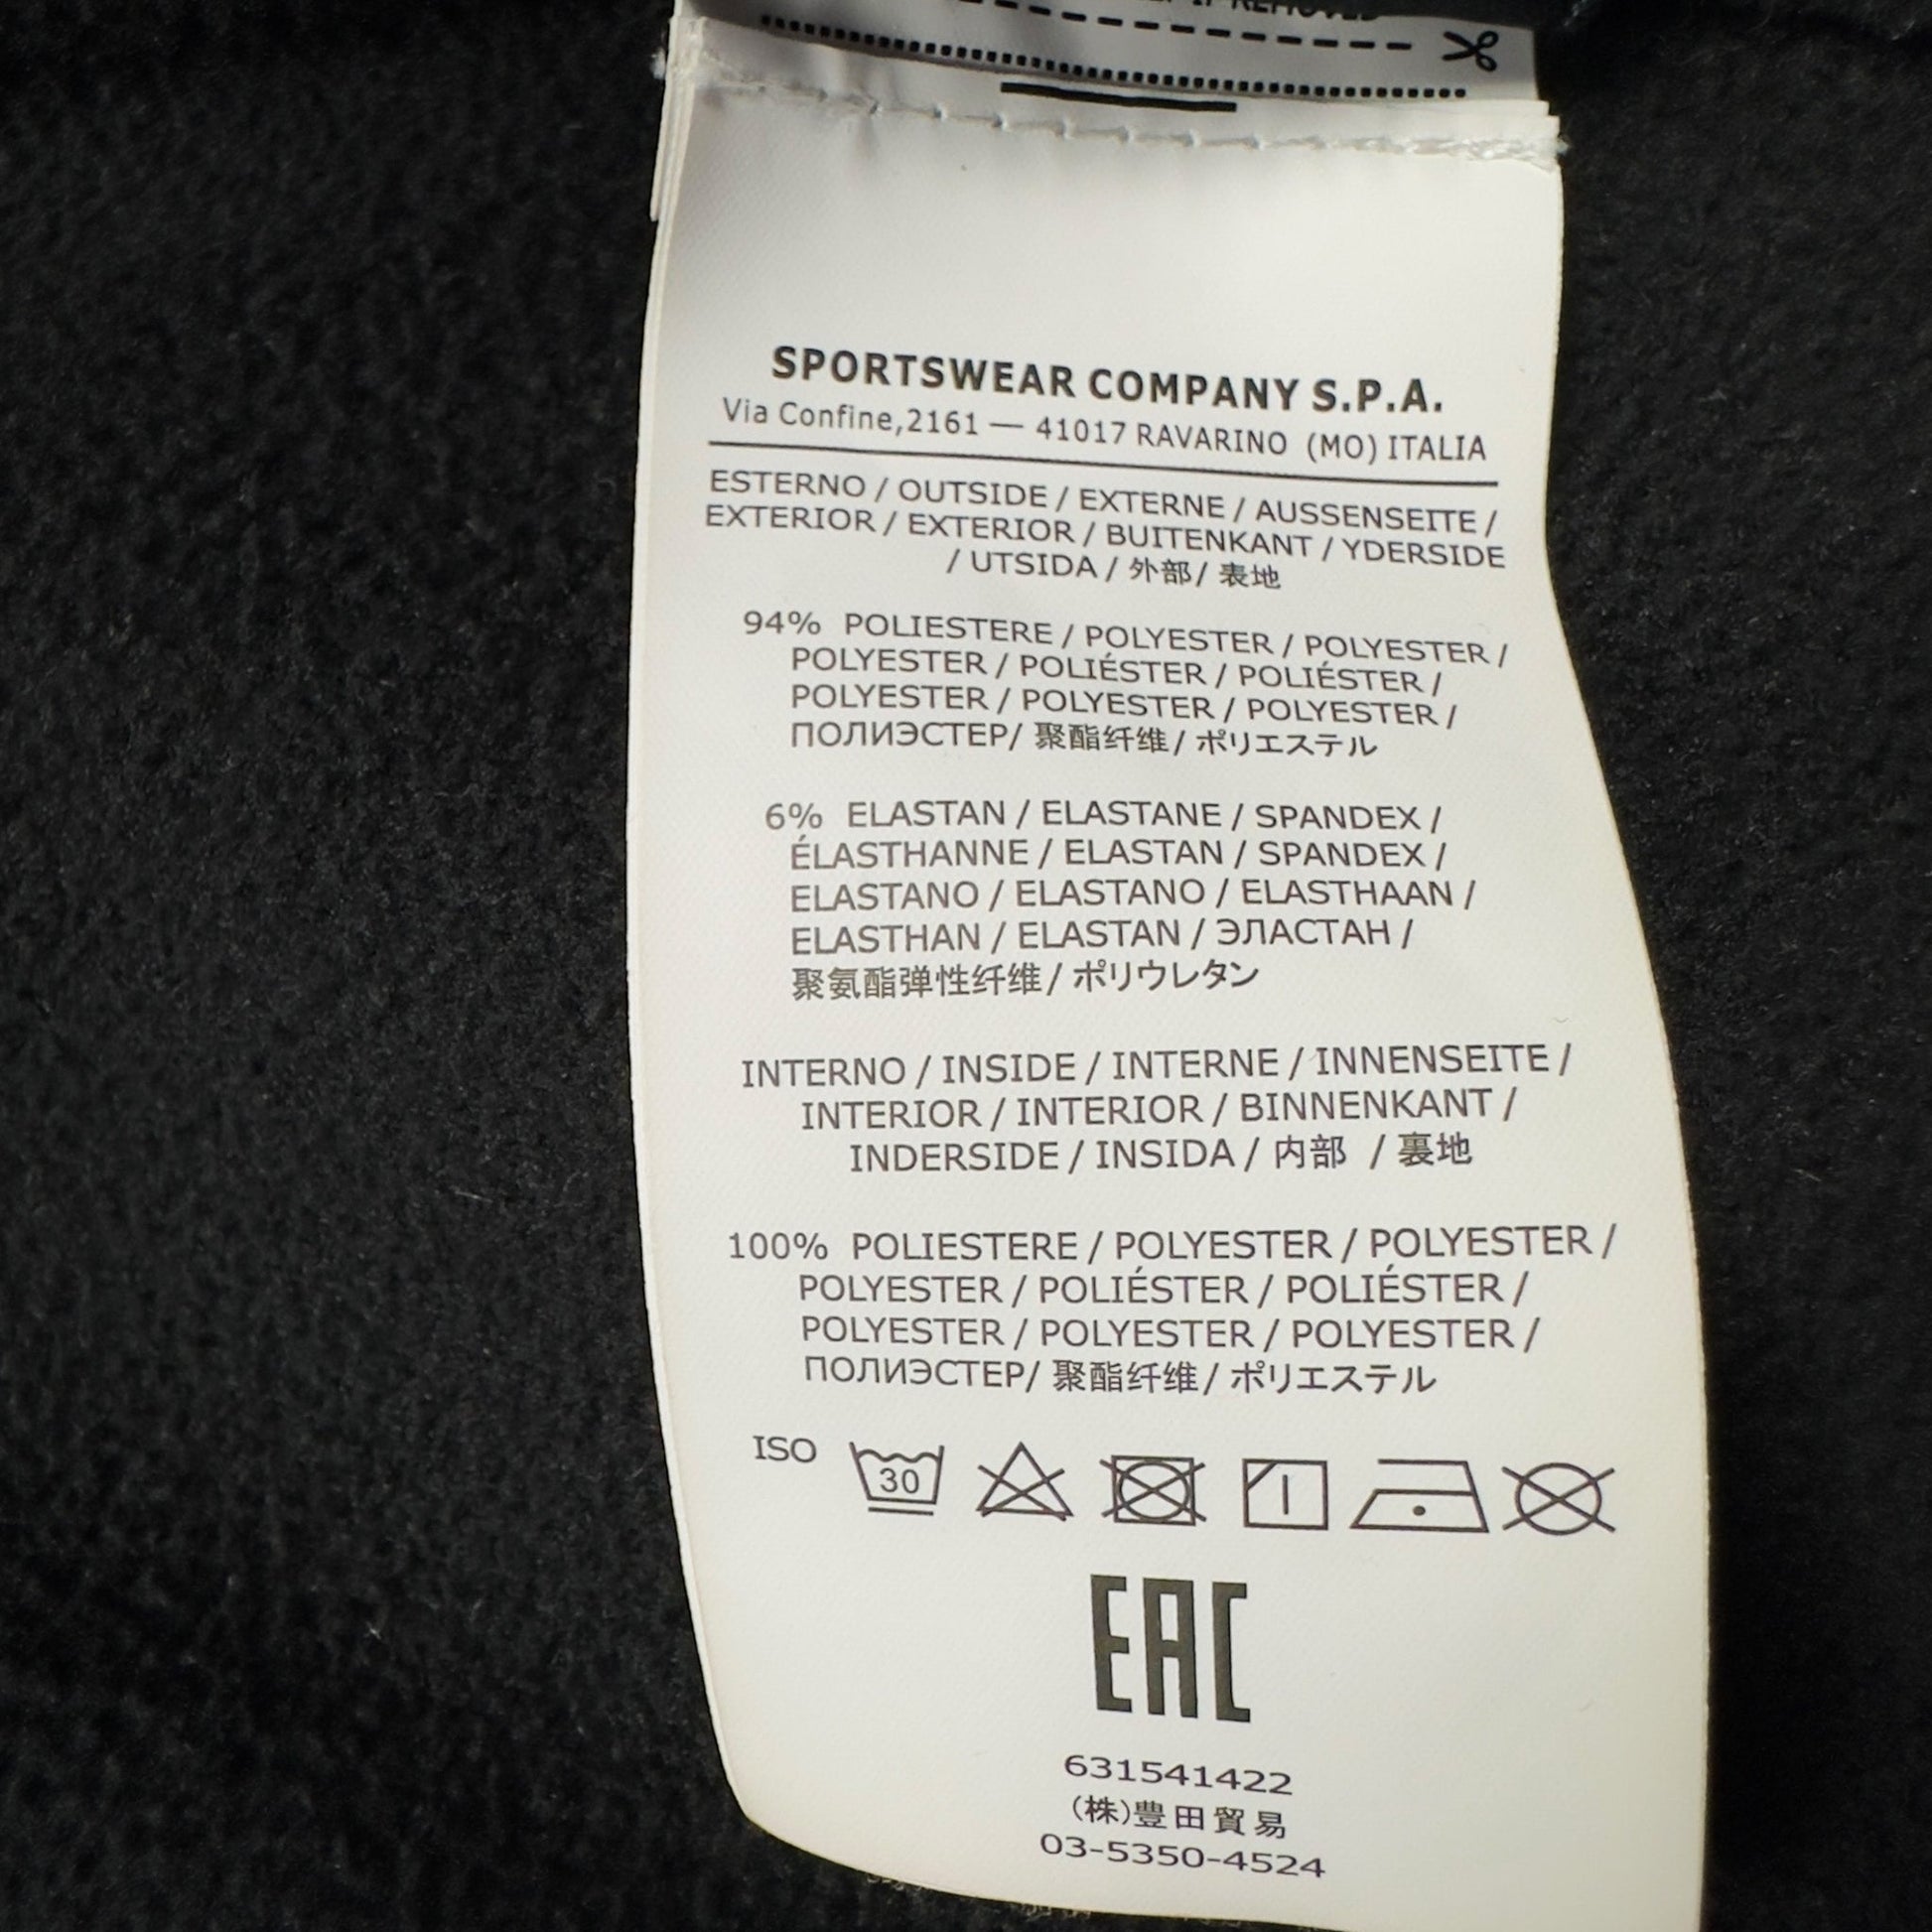 IF REMOVED
SPORTSWEAR COMPANY S.P.A.
Via Confine,2161 — 41017 RAVARINO (MO) ITALIA
ESTERNO / OUTSIDE / EXTERNE / AUSSENSEITE /
EXTERIOR / EXTERIOR / BUITENKANT / YDERSIDE
/ UTSIDA / 外部/ 表地
94% POLIESTERE / POLYESTER / POLYESTER /
POLYESTER / POLIÉSTER / POLIÉSTER /
POLYESTER / POLYESTER / POLYESTER /
ПОЛИЭСТЕР/ 聚酯纤维/ ポリエステル
6% ELASTAN / ELASTANE / SPANDEX /
ÉLASTHANNE / ELASTAN / SPANDEX /
ELASTANO / ELASTANO / ELASTHAAN /
ELASTHAN / ELASTAN / ЭЛАСТАН /
聚氨酯弹性纤维/ ポリウレタン
INTERNO / INSIDE / INTERNE / INNENSEITE /
INTERIOR / INTERIOR / BINNENKANT /
INDERSIDE / INSIDA / 内部 / 裏地
100% POLIESTERE / POLYESTER / POLYESTER /
POLYESTER / POLIÉSTER / POLIÉSTER /
POLYESTER / POLYESTER / POLYESTER /
ПОЛИЭСТЕР/ 聚酯纤维/ ポリエステル
ISO 30
EAC
631541422
(株)豊田貿易
03-5350-4524